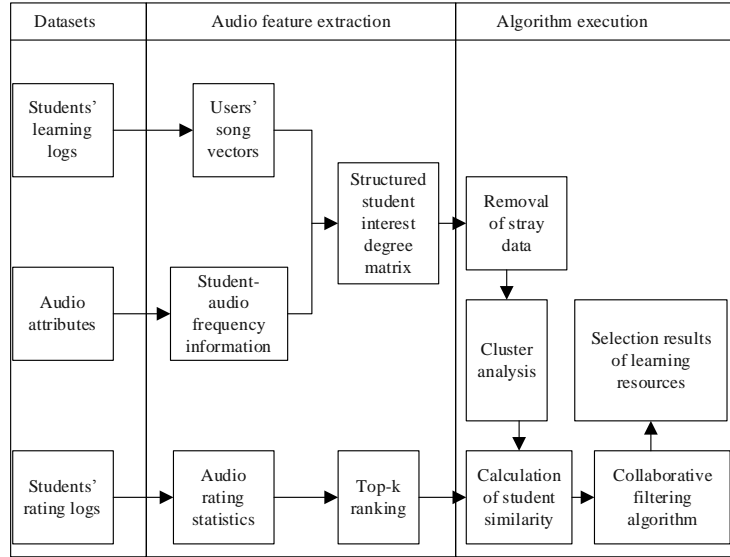 Datasets
Audio feature extraction
Algorithm execution
Students'
learning
logs
Users'
song
vectors
Structured
student
interest
degree
matrix
Removal
of stray
data
Audio
attributes
Student-
audio
frequency
information
Cluster
analysis
Selection results
of learning
resources
Students'
rating logs
Audio
rating
statistics
Top-k
ranking
Calculation
of student
similarity
Collaborative
filtering
algorithm